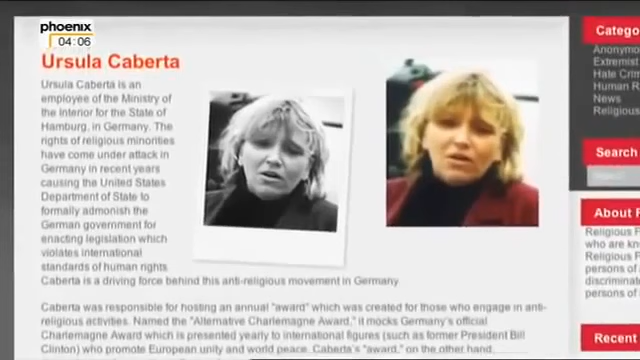 phoenix
04:06
Ursula Caberta
Ursula Caberta is an
employee of the Ministry of
the Interior for the State of
Hamburg, in Germany. The
rights of religious minorities
have come under attack in
Germany in recent years
causing the United States
Department of State to
formally admonish the
German government for
enacting legislation which
violates international
standards of human rights
Caberta is a driving force behind this anti-religious movement in Germany
Caberta was responsible for hosting an annual "award" which was created for those who engage in anti-
religious activities. Named the "Alternative Charlemagne Award," it mocks Germany's official
Charlemagne Award which is presented yearly to international figures (such as former President Bill
Clinton) who promote European unity and world peace. Caberta's "award," on the other hand,
Catego
Anonym
Extremist
Hate Cri
Human R
News
Religious
Search
About F
Religious F
who are kn
Religious F
persons of
discriminat
persons of
Recent